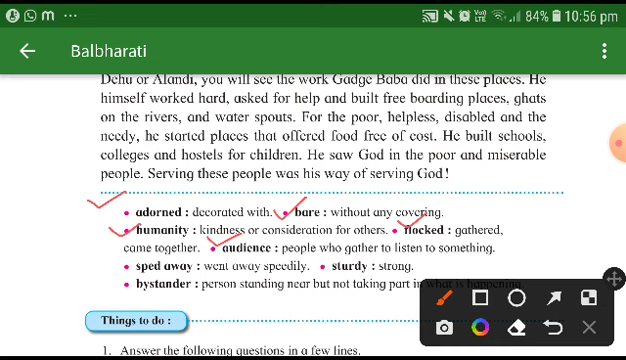 84% 10:56 pm
Balbharati
Dehu or Alandi, you will see the work Gadge Baba did in these places. He
himself worked hard, asked for help and built free boarding places, ghats
on the rivers, and water spouts. For the poor, helpless, disabled and the
needy, he started places that offered food free of cost. He built schools,
colleges and hostels for children. He saw God in the poor and miserable
people. Serving these people was his way of serving God!
• adorned : decorated with. • bare : without any covering.
• humanity : kindness or consideration for others. • flocked : gathered,
came together. • audience : people who gather to listen to something.
• sped away : went away speedily. • sturdy : strong.
• bystander : person standing near but not taking part in what is happening.
Things to do :
1. Answer the following questions in a few lines.